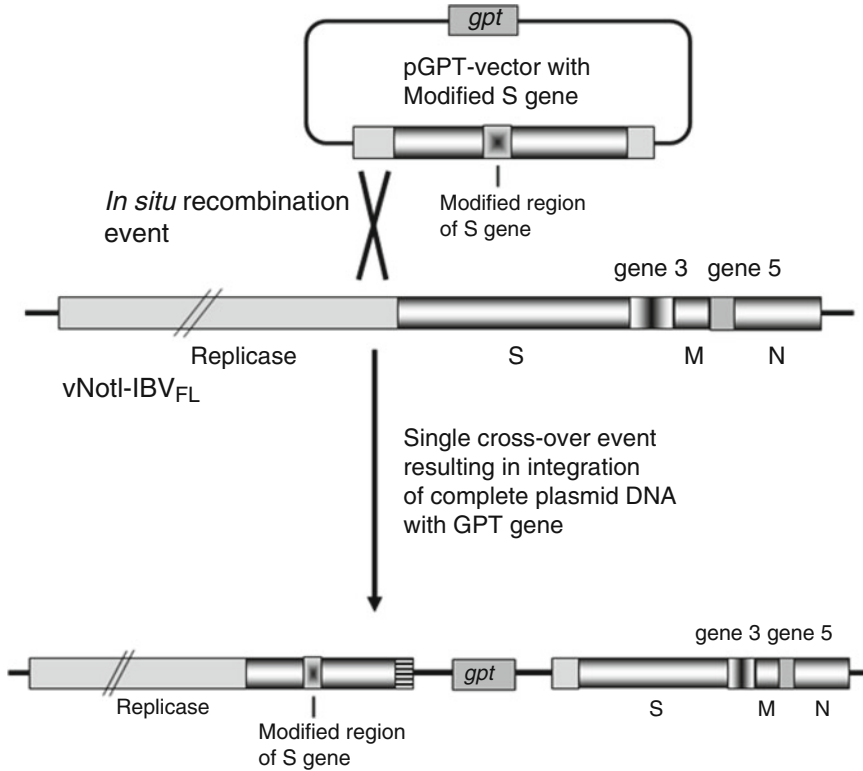 gpt
pGPT-vector with
Modified S gene
In situ recombination
event
Modified region
of S gene
gene 3 gene 5
Replicase S M N
vNotI-IBVFL
Single cross-over event
resulting in integration
of complete plasmid DNA
with GPT gene
gene 3 gene 5
gpt
Replicase S M N
Modified region
of S gene